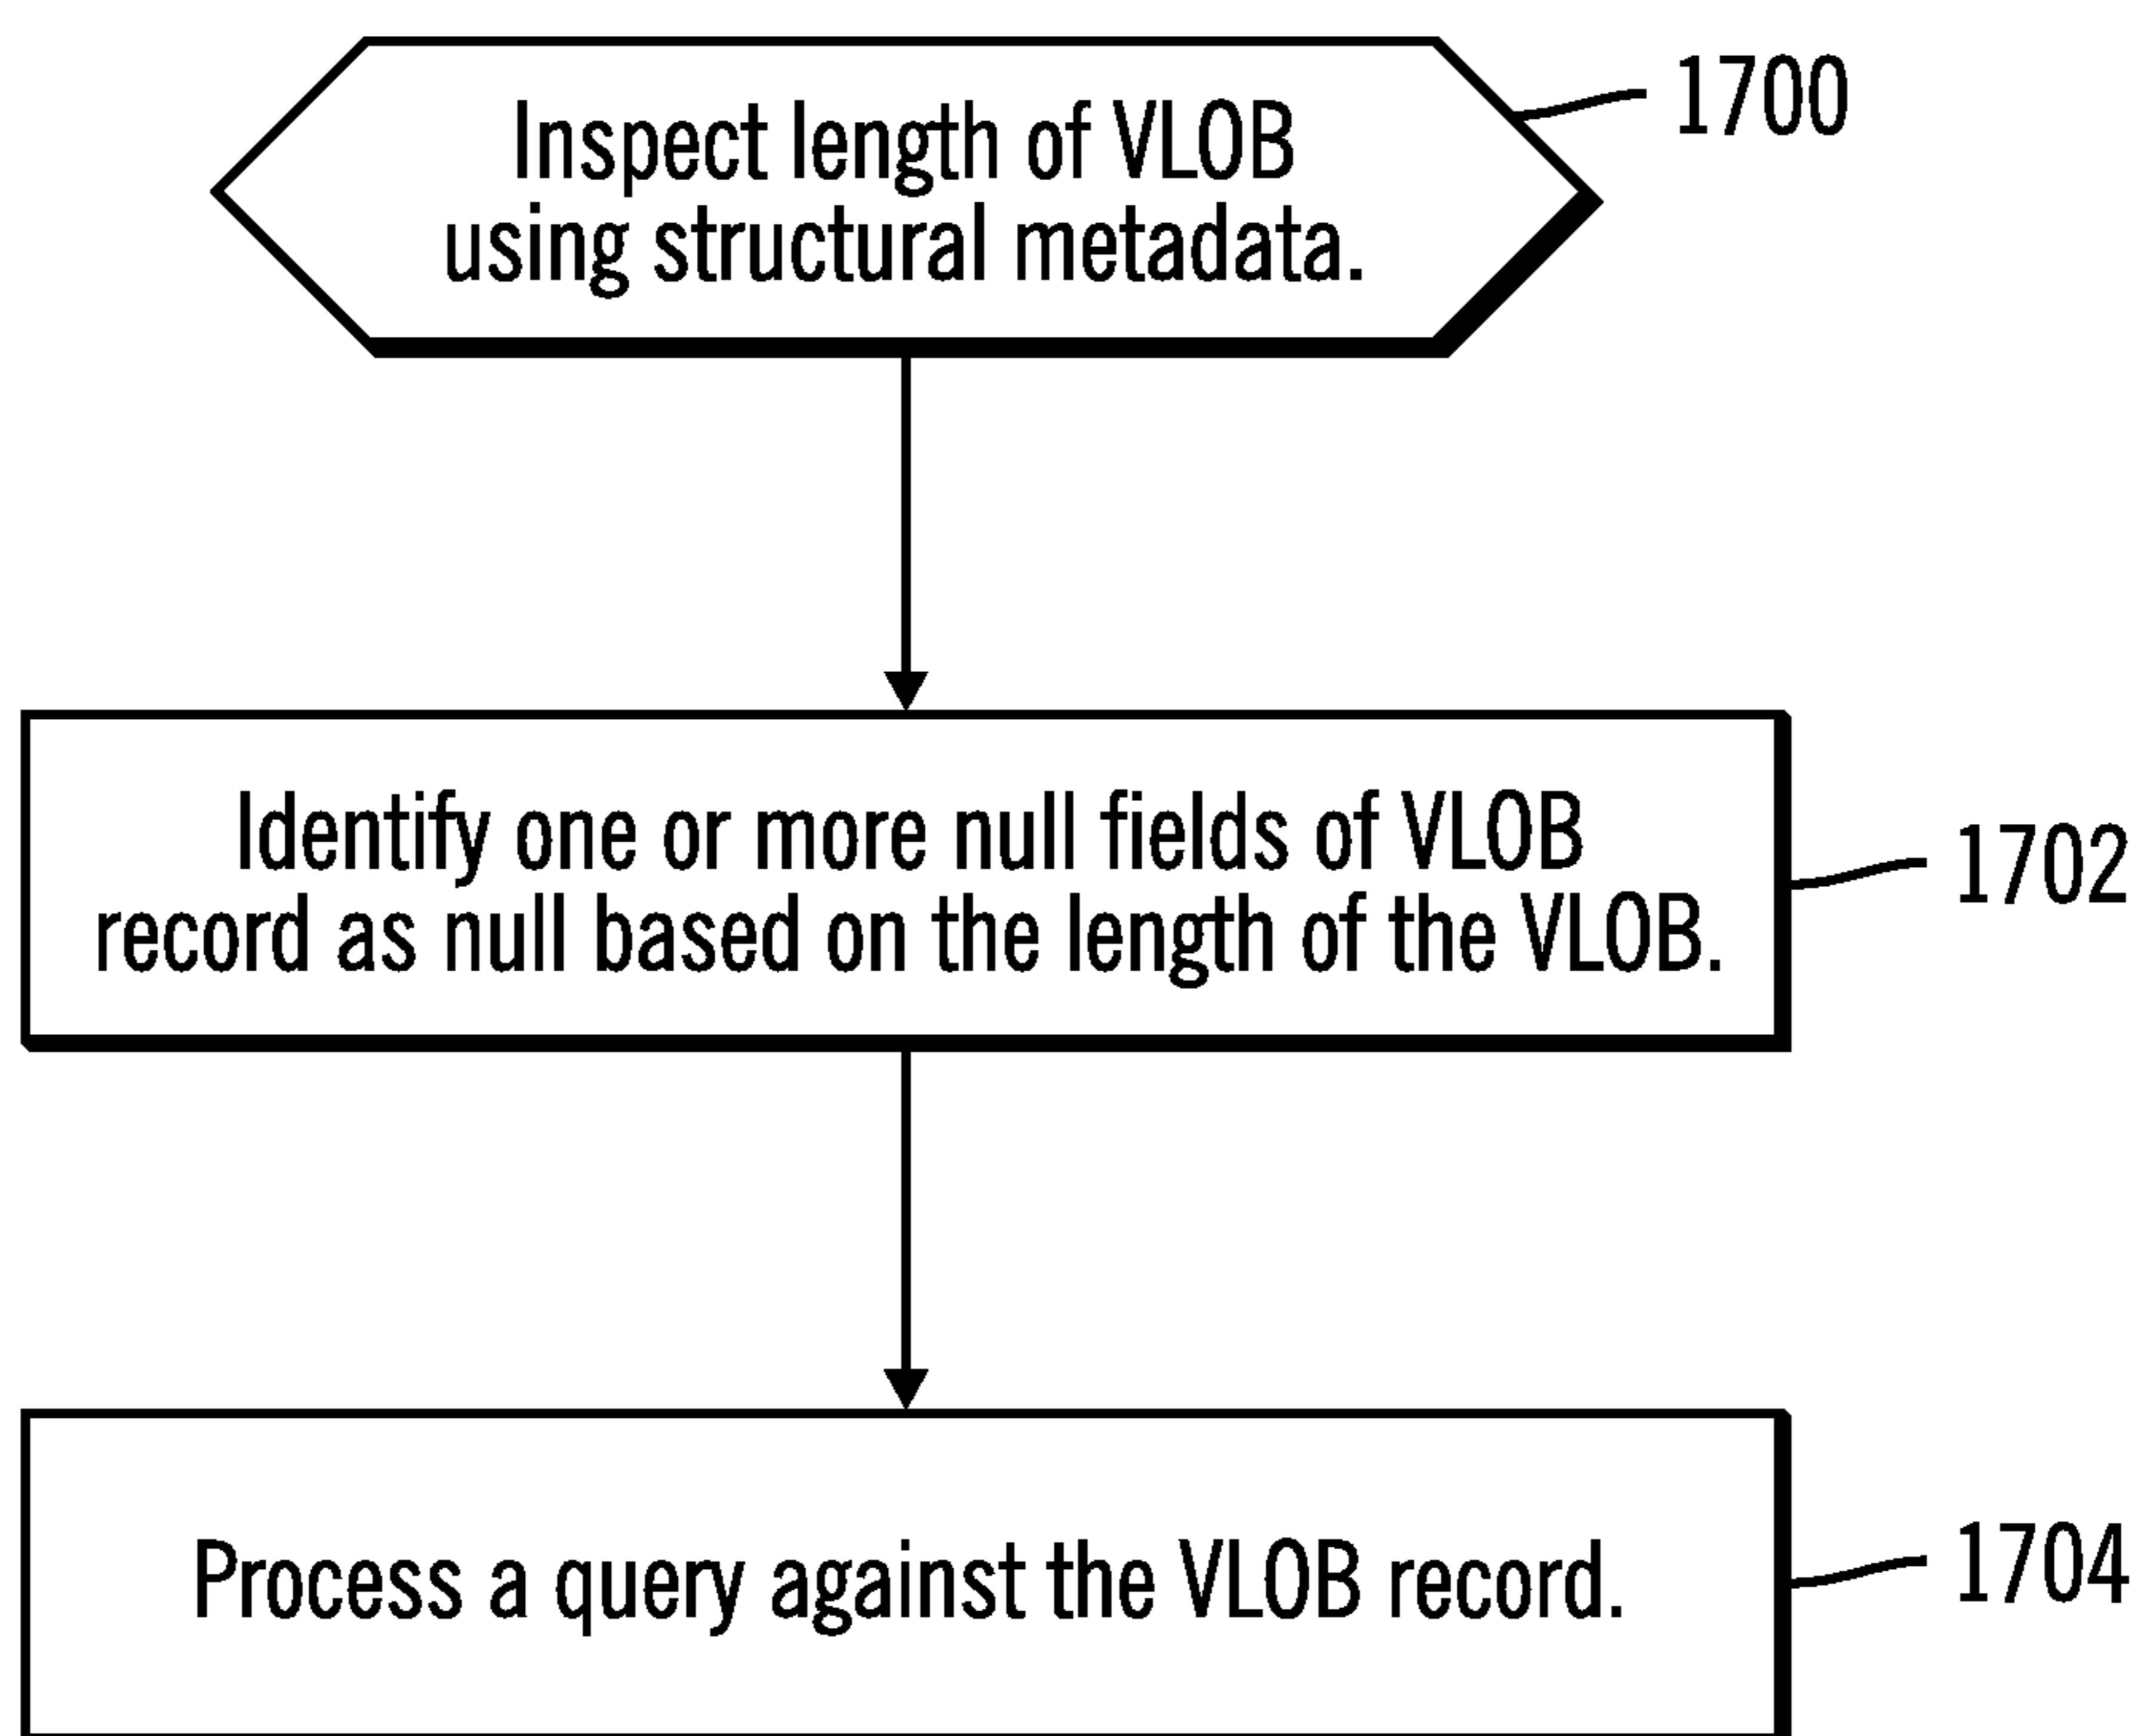 Inspect length of VLOB
using structural metadata.
1700
Identify one or more null fields of VLOB
record as null based on the length of the VLOB.
1702
Process a query against the VLOB record.
1704